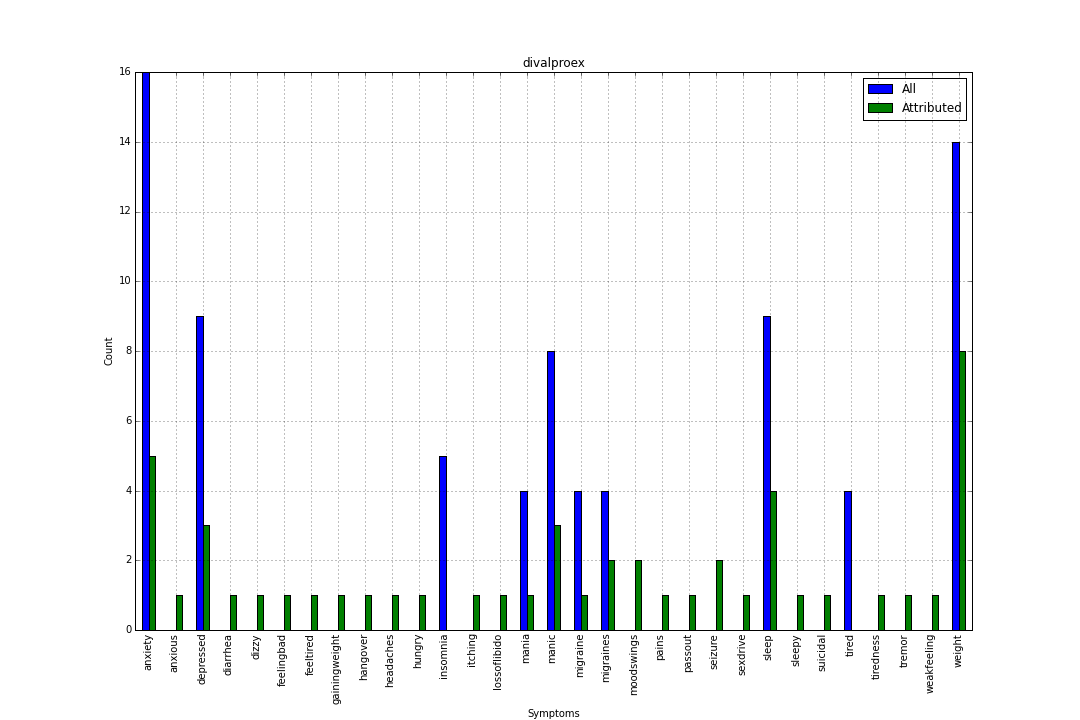 divalproex
All
Attributed
Count
16
14
12
10
8
6
4
2
0
anxiety
anxious
depressed
diarrhea
dizzy
feelingbad
feeltired
gainingweight
hangover
headaches
hungry
insomnia
itching
lossoflibido
mania
manic
migraine
migraines
moodswings
pains
passout
seizure
sexdrive
sleep
sleepy
suicidal
tired
tiredness
tremor
weakfeeling
weight
Symptoms